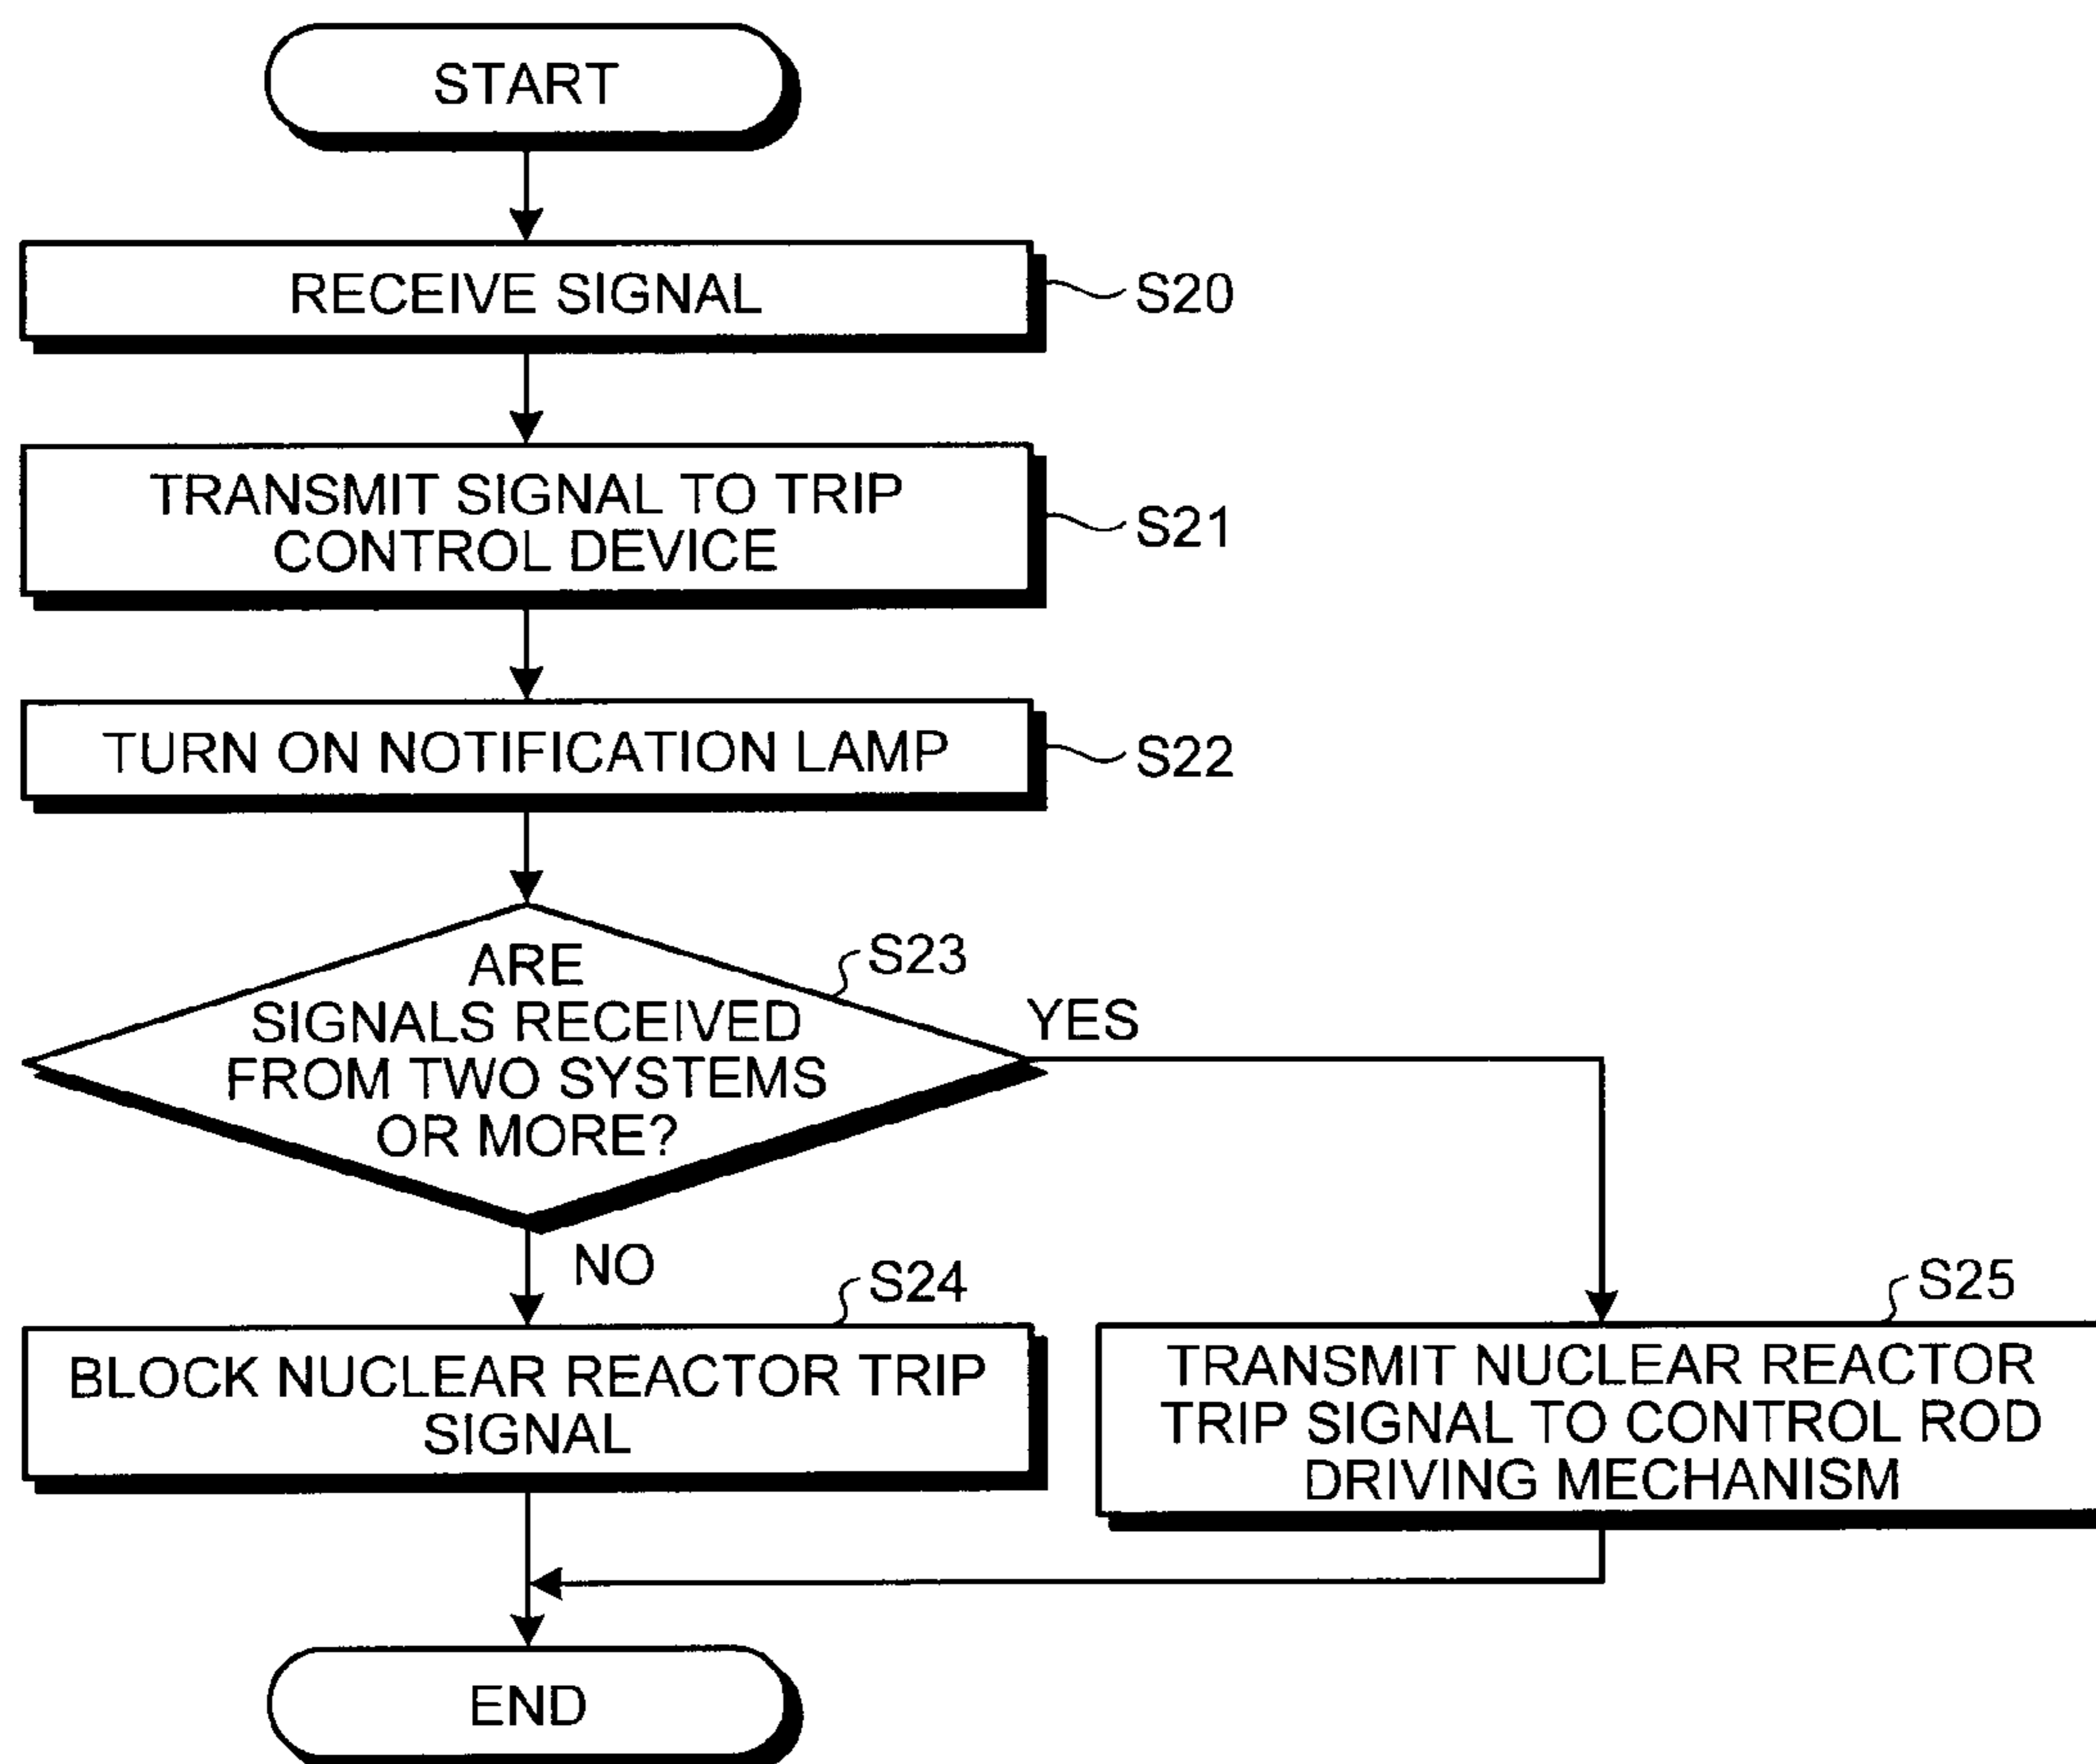 START
RECEIVE SIGNAL
S20
TRANSMIT SIGNAL TO TRIP
CONTROL DEVICE
S21
TURN ON NOTIFICATION LAMP
S22
ARE
SIGNALS RECEIVED
FROM TWO SYSTEMS
OR MORE?
S23
YES
NO
S24
BLOCK NUCLEAR REACTOR TRIP
SIGNAL
S25
TRANSMIT NUCLEAR REACTOR
TRIP SIGNAL TO CONTROL ROD
DRIVING MECHANISM
END